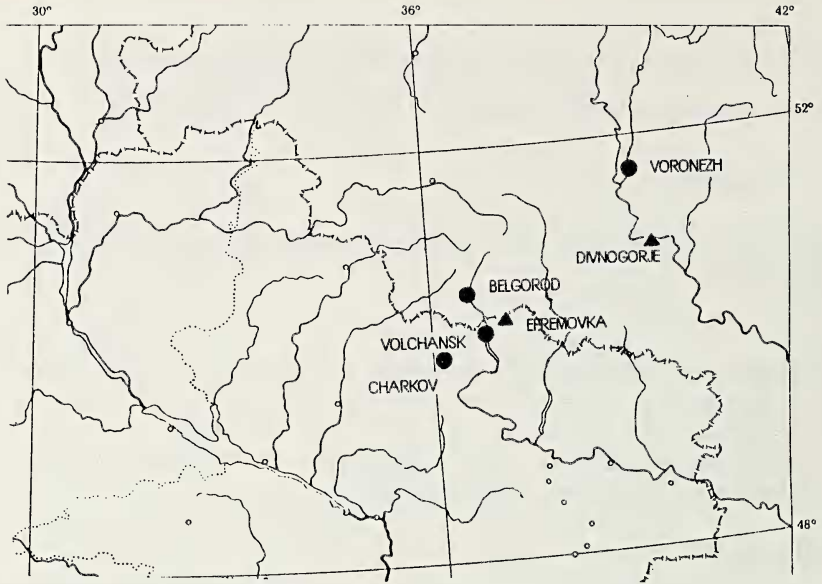 30°
36°
42°
52°
VORONEZH
DIVNOGORJE
BELGOROD
EPREMOVKA
VOLCHANSK
CHARKOV
48°